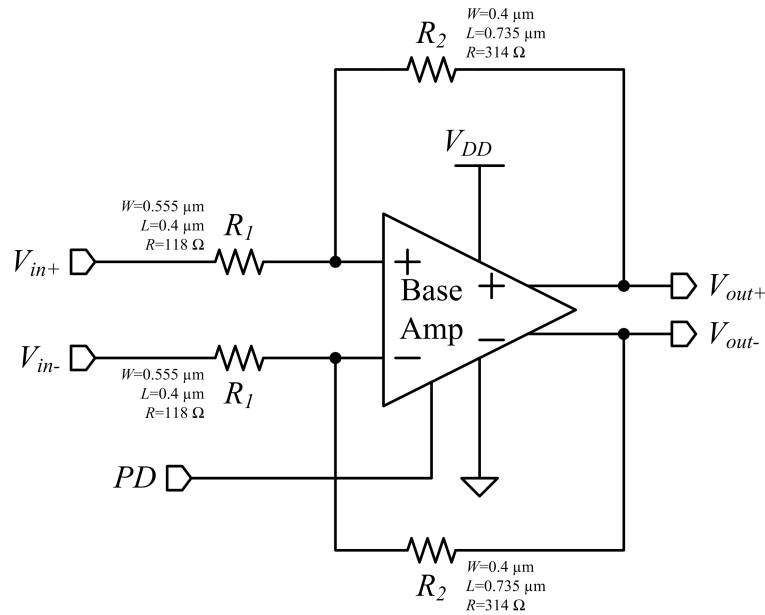 R2
W=0.4 µm
L=0.735 µm
R=314 Ω
VDD
W=0.555 µm
L=0.4 µm
R=118 Ω
R1
Vin+
+
Base
+
Vout+
Amp
−
Vout-
Vin-
−
W=0.555 µm
L=0.4 µm
R=118 Ω
R1
PD
R2
W=0.4 µm
L=0.735 µm
R=314 Ω